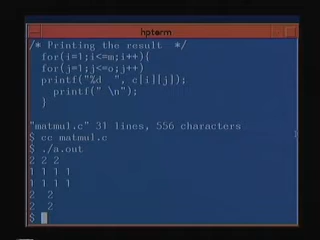 hpterm
/* Printing the result  */
  for(i=1;i<=m;i++){
  for(j=1;j<=o;j++)
  printf("%d  ", c[i][j]);
    printf(" \n");
  }
"matmul.c" 31 lines, 556 characters
$ cc matmul.c
$ ./a.out
2 2 2
1 1 1 1
1 1 1 1
2  2
2  2
$